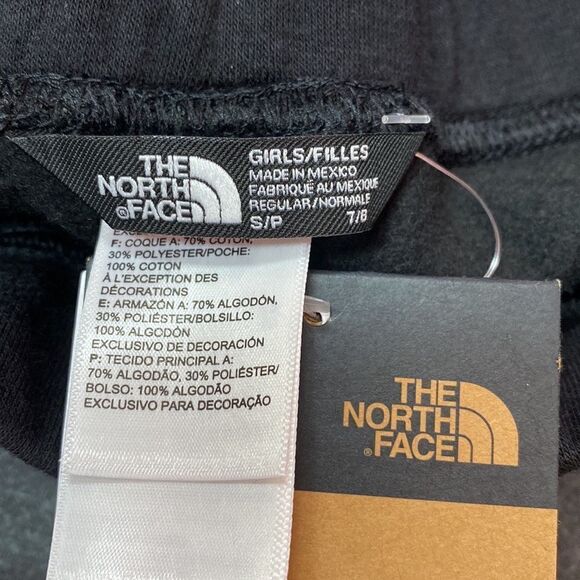 THE
NORTH
FACE
GIRLS/FILLES
MADE IN MEXICO
FABRIQUÉ AU MEXIQUE
REGULAR/NORMALE
S/P 7/8
F: COQUE A: 70% COTON,
30% POLYESTER/POCHE:
100% COTON
À L'EXCEPTION DES
DÉCORATIONS
E: ARMAZÓN A: 70% ALGODÓN,
30% POLIÉSTER/BOLSILLO:
100% ALGODÓN
EXCLUSIVO DE DECORACIÓN
P: TECIDO PRINCIPAL A:
70% ALGODÃO, 30% POLIÉSTER/
BOLSO: 100% ALGODÃO
EXCLUSIVO PARA DECORAÇÃO
THE
NORTH
FACE